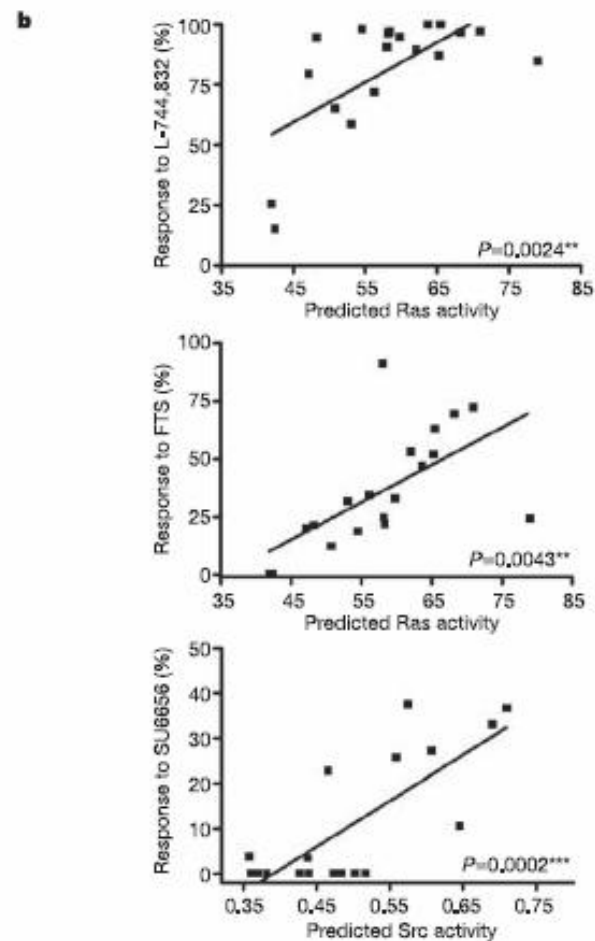 b
Response to L-744,832 (%)
100
75
50
25
0
P=0.0024**
35 45 55 65 75 85
Predicted Ras activity
Response to FTS (%)
100
75
50
25
0
P=0.0043**
35 45 55 65 75 85
Predicted Ras activity
Response to SU6656 (%)
50
40
30
20
10
0
P=0.0002***
0.35 0.45 0.55 0.65 0.75
Predicted Src activity